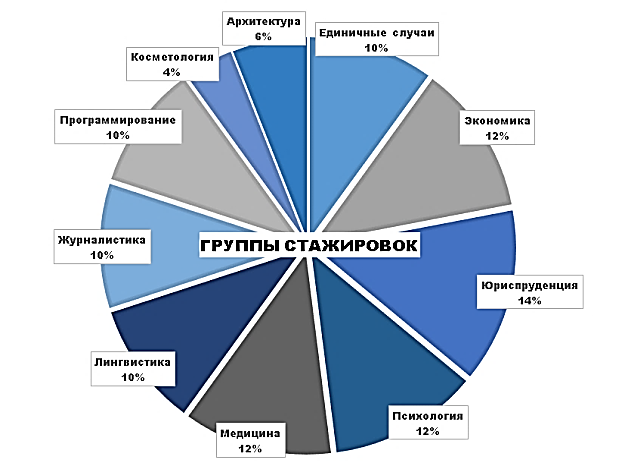 Архитектура
6%
Единичные случаи
10%
Косметология
4%
Экономика
12%
Программирование
10%
ГРУППЫ СТАЖИРОВОК
Журналистика
10%
Юриспруденция
14%
Лингвистика
10%
Психология
12%
Медицина
12%